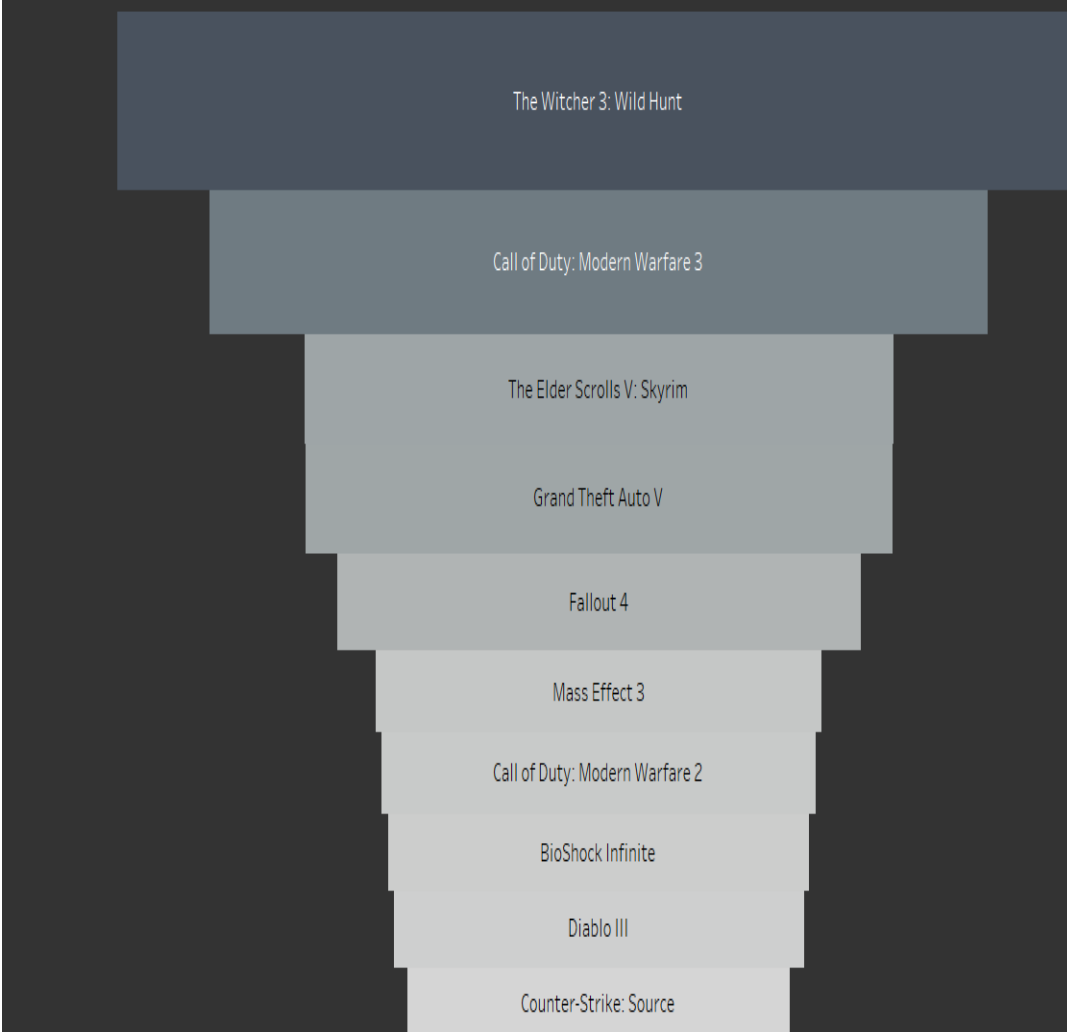 The Witcher 3: Wild Hunt
Call of Duty: Modern Warfare 3
The Elder Scrolls V: Skyrim
Grand Theft Auto V
Fallout 4
Mass Effect 3
Call of Duty: Modern Warfare 2
BioShock Infinite
Diablo III
Counter-Strike: Source